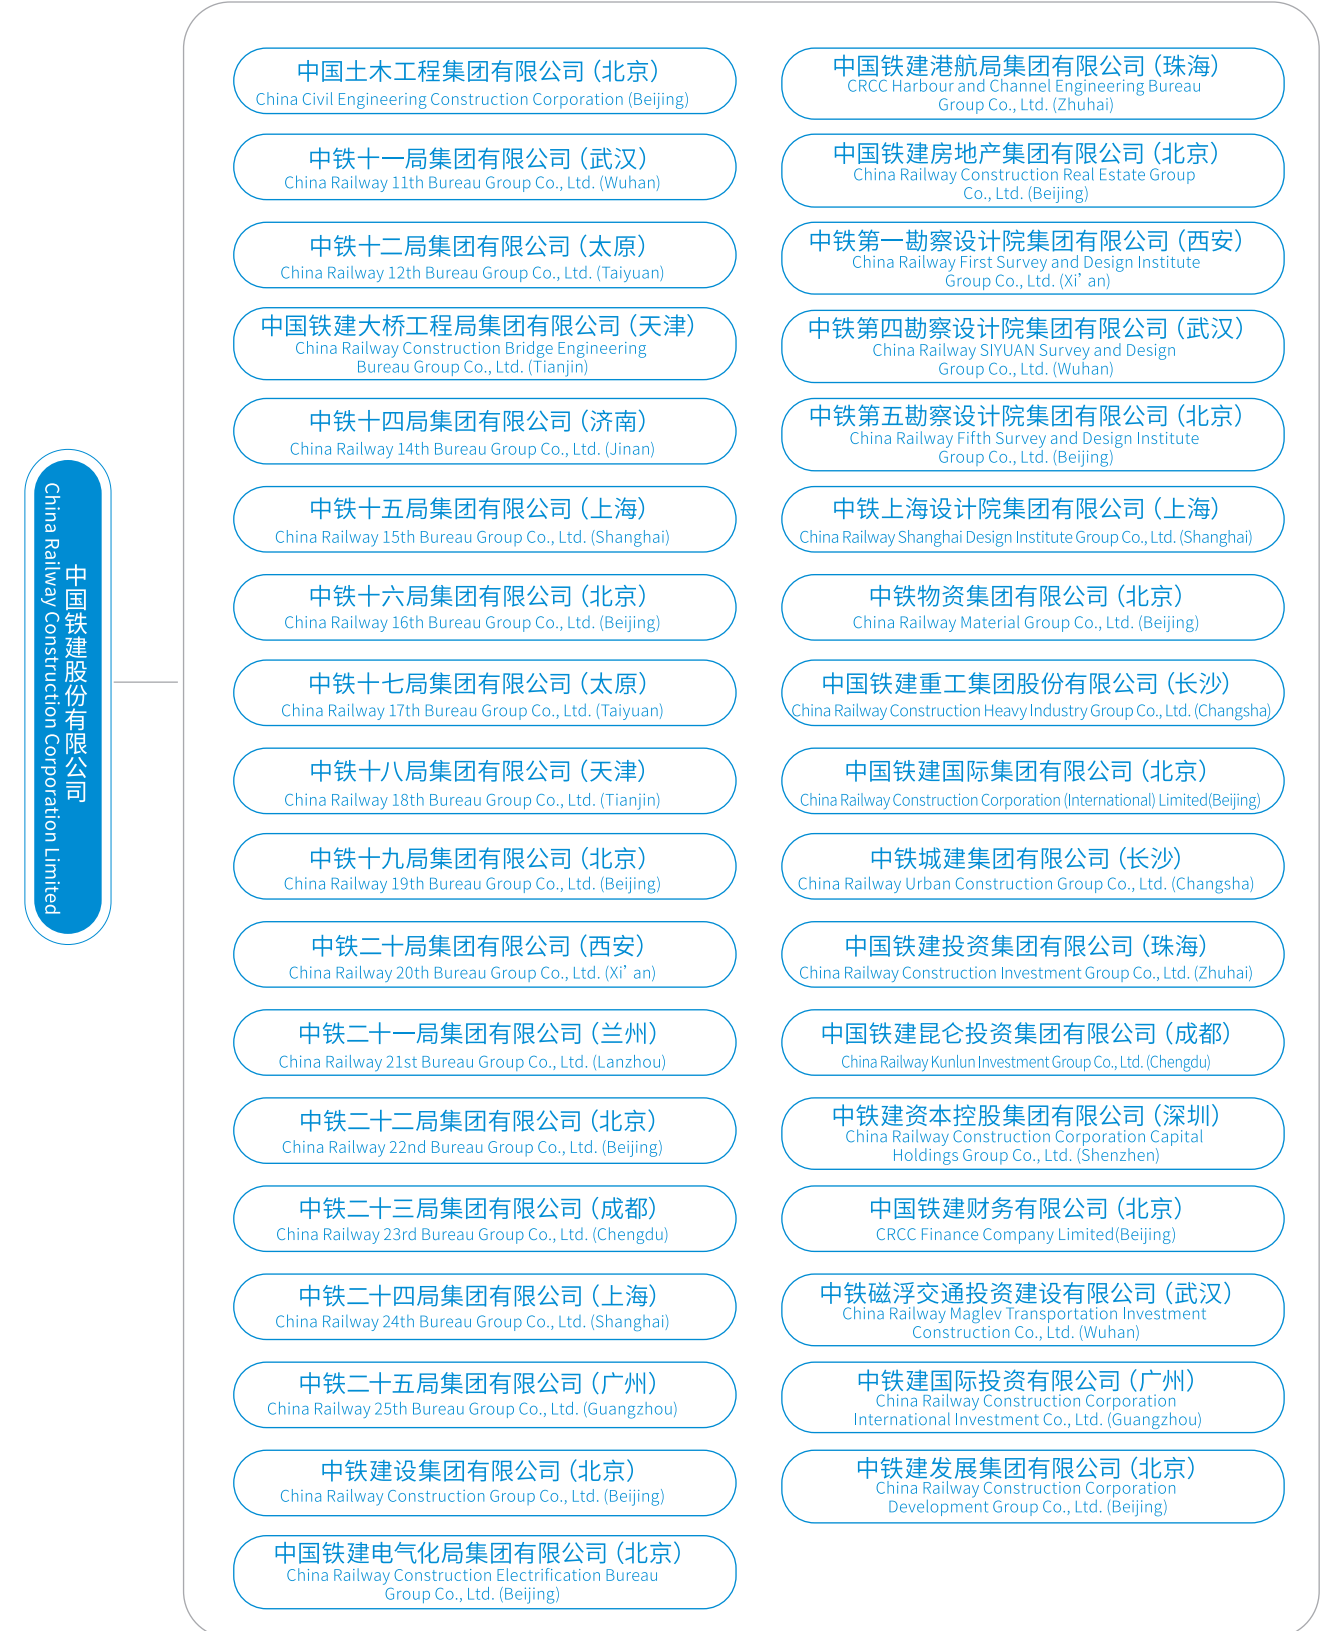 中国铁建股份有限公司
China Railway Construction Corporation Limited
中国土木工程集团有限公司（北京）
China Civil Engineering Construction Corporation (Beijing)
中铁十一局集团有限公司（武汉）
China Railway 11th Bureau Group Co., Ltd. (Wuhan)
中铁十二局集团有限公司（太原）
China Railway 12th Bureau Group Co., Ltd. (Taiyuan)
中国铁建大桥工程局集团有限公司（天津）
China Railway Construction Bridge Engineering
Bureau Group Co., Ltd. (Tianjin)
中铁十四局集团有限公司（济南）
China Railway 14th Bureau Group Co., Ltd. (Jinan)
中铁十五局集团有限公司（上海）
China Railway 15th Bureau Group Co., Ltd. (Shanghai)
中铁十六局集团有限公司（北京）
China Railway 16th Bureau Group Co., Ltd. (Beijing)
中铁十七局集团有限公司（太原）
China Railway 17th Bureau Group Co., Ltd. (Taiyuan)
中铁十八局集团有限公司（天津）
China Railway 18th Bureau Group Co., Ltd. (Tianjin)
中铁十九局集团有限公司（北京）
China Railway 19th Bureau Group Co., Ltd. (Beijing)
中铁二十局集团有限公司（西安）
China Railway 20th Bureau Group Co., Ltd. (Xi’an)
中铁二十一局集团有限公司（兰州）
China Railway 21st Bureau Group Co., Ltd. (Lanzhou)
中铁二十二局集团有限公司（北京）
China Railway 22nd Bureau Group Co., Ltd. (Beijing)
中铁二十三局集团有限公司（成都）
China Railway 23rd Bureau Group Co., Ltd. (Chengdu)
中铁二十四局集团有限公司（上海）
China Railway 24th Bureau Group Co., Ltd. (Shanghai)
中铁二十五局集团有限公司（广州）
China Railway 25th Bureau Group Co., Ltd. (Guangzhou)
中铁建设集团有限公司（北京）
China Railway Construction Group Co., Ltd. (Beijing)
中国铁建电气化局集团有限公司（北京）
China Railway Construction Electrification Bureau
Group Co., Ltd. (Beijing)
中国铁建港航局集团有限公司（珠海）
CRCC Harbour and Channel Engineering Bureau
Group Co., Ltd. (Zhuhai)
中国铁建房地产集团有限公司（北京）
China Railway Construction Real Estate Group
Co., Ltd. (Beijing)
中铁第一勘察设计院集团有限公司（西安）
China Railway First Survey and Design Institute
Group Co., Ltd. (Xi’an)
中铁第四勘察设计院集团有限公司（武汉）
China Railway SIYUAN Survey and Design
Group Co., Ltd. (Wuhan)
中铁第五勘察设计院集团有限公司（北京）
China Railway Fifth Survey and Design Institute
Group Co., Ltd. (Beijing)
中铁上海设计院集团有限公司（上海）
China Railway Shanghai Design Institute Group Co., Ltd. (Shanghai)
中铁物资集团有限公司（北京）
China Railway Material Group Co., Ltd. (Beijing)
中国铁建重工集团股份有限公司（长沙）
China Railway Construction Heavy Industry Group Co., Ltd. (Changsha)
中国铁建国际集团有限公司（北京）
China Railway Construction Corporation (International) Limited(Beijing)
中铁城建集团有限公司（长沙）
China Railway Urban Construction Group Co., Ltd. (Changsha)
中国铁建投资集团有限公司（珠海）
China Railway Construction Investment Group Co., Ltd. (Zhuhai)
中国铁建昆仑投资集团有限公司（成都）
China Railway Kunlun Investment Group Co., Ltd. (Chengdu)
中铁建资本控股集团有限公司（深圳）
China Railway Construction Corporation Capital
Holdings Group Co., Ltd. (Shenzhen)
中国铁建财务有限公司（北京）
CRCC Finance Company Limited(Beijing)
中铁磁浮交通投资建设有限公司（武汉）
China Railway Maglev Transportation Investment
Construction Co., Ltd. (Wuhan)
中铁建国际投资有限公司（广州）
China Railway Construction Corporation
International Investment Co., Ltd. (Guangzhou)
中铁建发展集团有限公司（北京）
China Railway Construction Corporation
Development Group Co., Ltd. (Beijing)